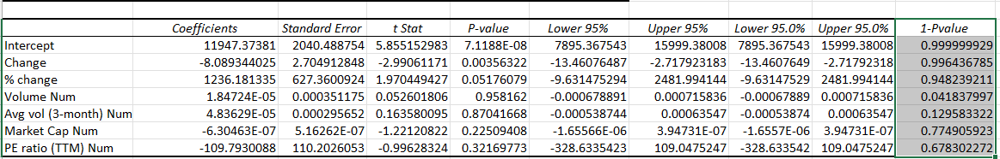 Coefficients Standard Error t Stat P-value Lower 95% Upper 95% Lower 95.0% Upper 95.0% 1-Pvalue
Intercept 11947.37381 2040.488754 5.855152983 7.1188E-08 7895.367543 15999.38008 7895.367543 15999.38008 0.999999929
Change -8.089344025 2.704912848 -2.99061171 0.00356322 -13.46076487 -2.717923183 -13.4607649 -2.71792318 0.996436785
% change 1236.181335 627.3600924 1.970449427 0.05176079 -9.631475294 2481.994144 -9.63147529 2481.994144 0.948239211
Volume Num 1.84724E-05 0.000351175 0.052601806 0.958162 -0.000678891 0.000715836 -0.00067889 0.000715836 0.041837997
Avg vol (3-month) Num 4.83629E-05 0.000295652 0.163580095 0.87041668 -0.000538744 0.00063547 -0.00053874 0.00063547 0.129583322
Market Cap Num -6.30463E-07 5.16262E-07 -1.22120822 0.22509408 -1.65566E-06 3.94731E-07 -1.6557E-06 3.94731E-07 0.774905923
PE ratio (TTM) Num -109.7930088 110.2026053 -0.99628324 0.32169773 -328.6335423 109.0475247 -328.633542 109.0475247 0.678302272